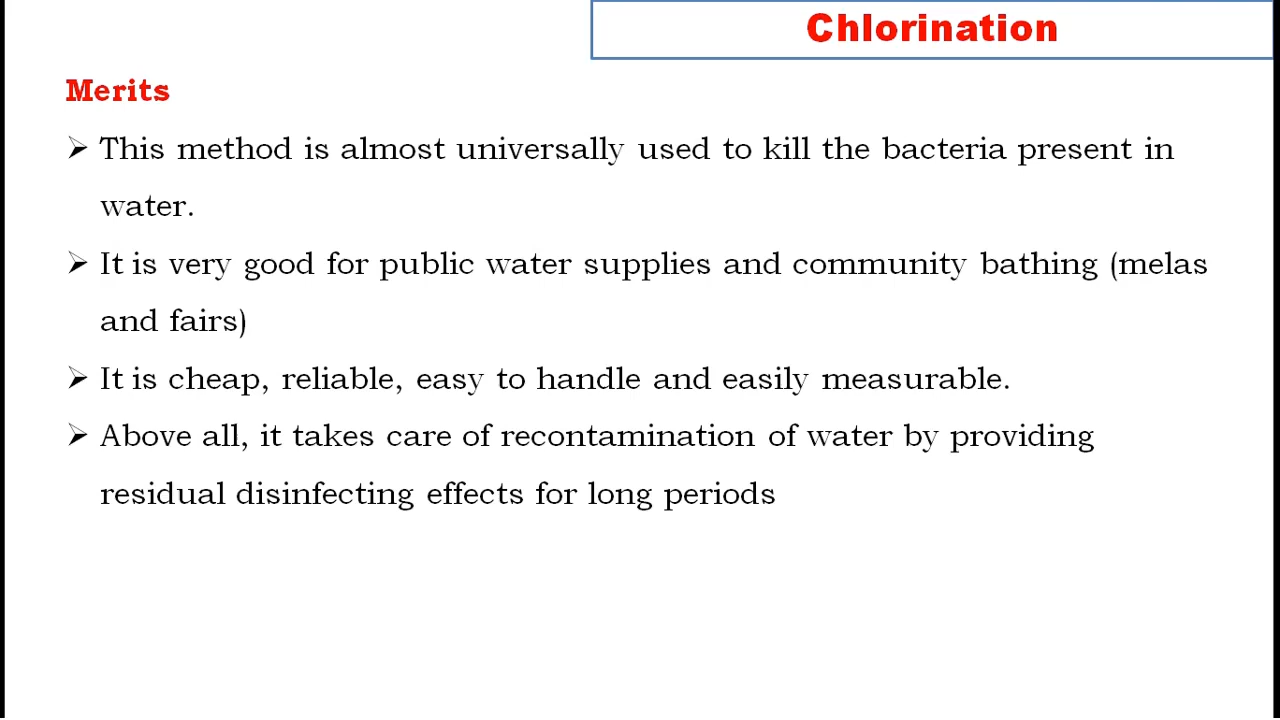 Chlorination
Merits
➢ This method is almost universally used to kill the bacteria present in
water.
➢ It is very good for public water supplies and community bathing (melas
and fairs)
➢ It is cheap, reliable, easy to handle and easily measurable.
➢ Above all, it takes care of recontamination of water by providing
residual disinfecting effects for long periods